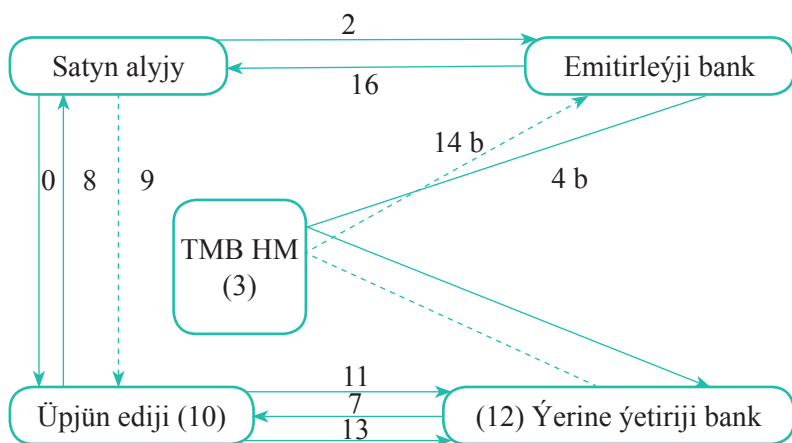 2
Satyn alyjy
Emitirleýji bank
16
14 b
0
8
9
4 b
TMB HM
(3)
11
Üpjün ediji (10)
7
(12) Ýerine ýetiriji bank
13